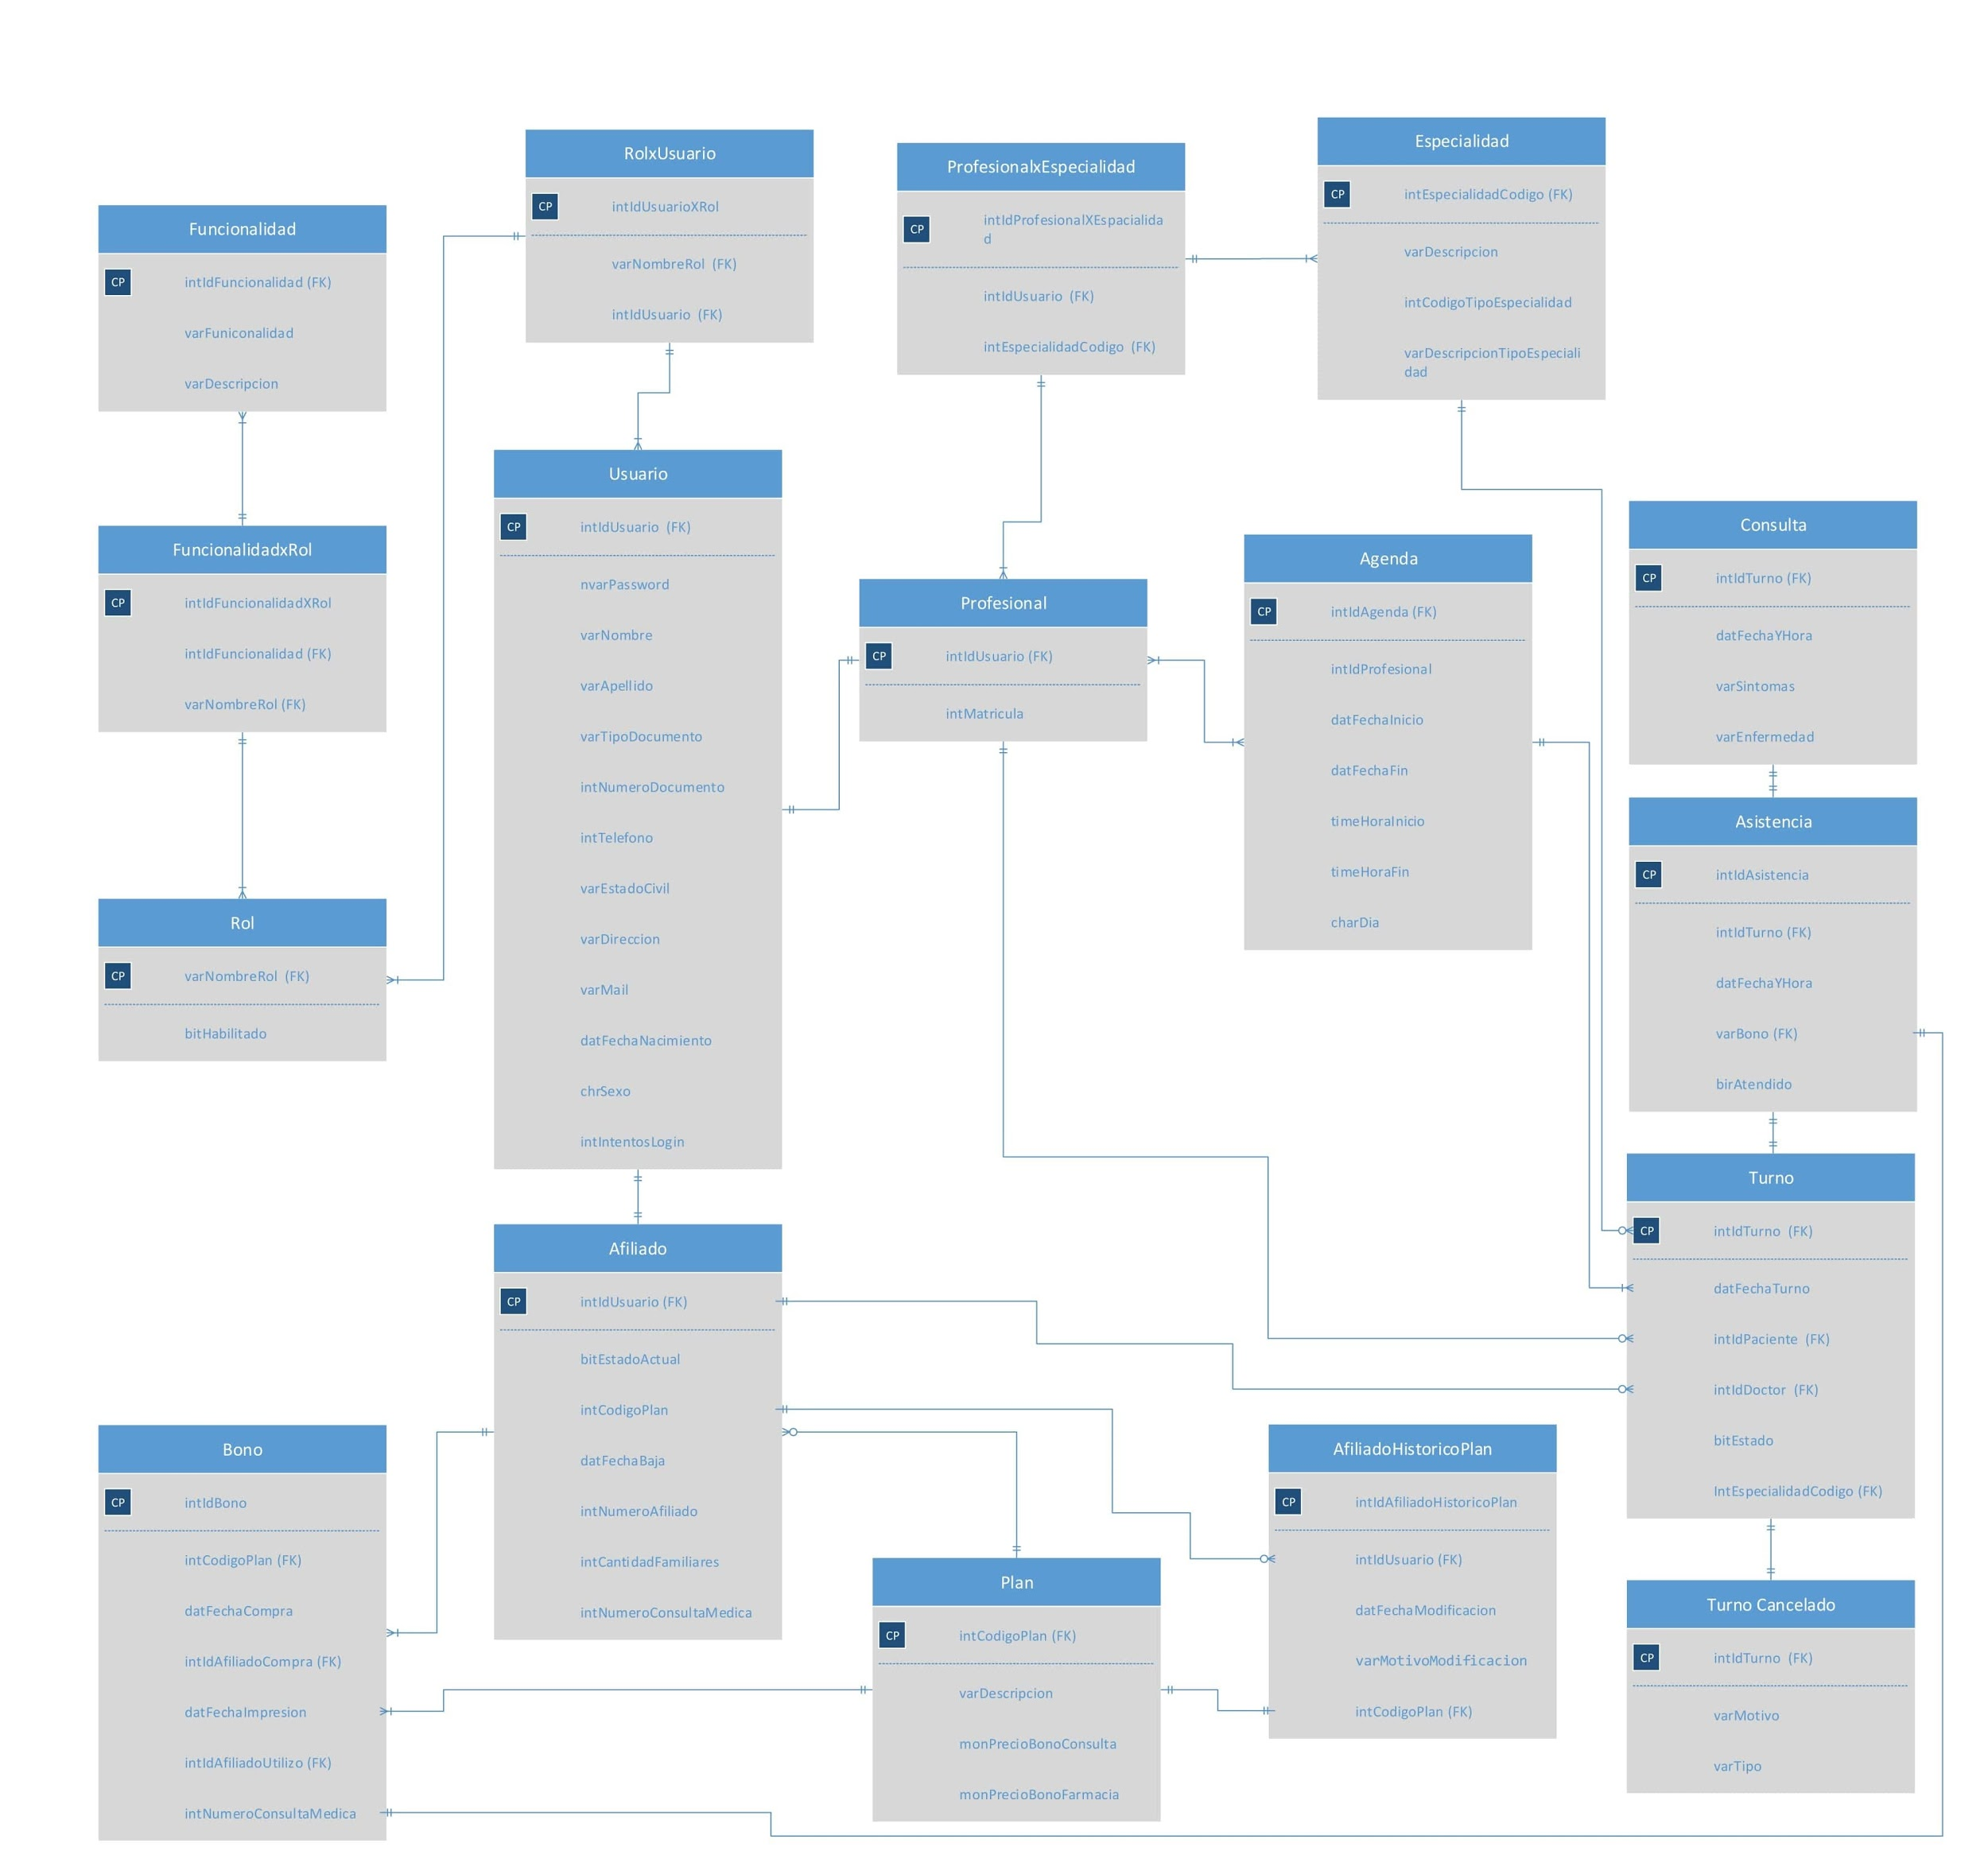 Funcionalidad
CP
intIdFuncionalidad (FK)
varFuniconalidad
varDescripcion
FuncionalidadxRol
CP
intIdFuncionalidadXRol
intIdFuncionalidad (FK)
varNombreRol (FK)
Rol
CP
varNombreRol (FK)
bitHabilitado
RolxUsuario
CP
intIdUsuarioXRol
varNombreRol (FK)
intIdUsuario (FK)
Usuario
CP
intIdUsuario (FK)
nvarPassword
varNombre
varApellido
varTipoDocumento
intNumeroDocumento
intTelefono
varEstadoCivil
varDireccion
varMail
datFechaNacimiento
chrSexo
intIntentosLogin
Afiliado
CP
intIdUsuario (FK)
bitEstadoActual
intCodigoPlan
datFechaBaja
intNumeroAfiliado
intCantidadFamiliares
intNumeroConsultaMedica
Bono
CP
intIdBono
intCodigoPlan (FK)
datFechaCompra
intIdAfiliadoCompra (FK)
datFechaImpresion
intIdAfiliadoUtilizo (FK)
intNumeroConsultaMedica
ProfesionalxEspecialidad
CP
intIdProfesionalXEspacialida
d
intIdUsuario (FK)
intEspecialidadCodigo (FK)
Especialidad
CP
intEspecialidadCodigo (FK)
varDescripcion
intCodigoTipoEspecialidad
varDescripcionTipoEspeciali
dad
Profesional
CP
intIdUsuario (FK)
intMatricula
Agenda
CP
intIdAgenda (FK)
intIdProfesional
datFechaInicio
datFechaFin
timeHoraInicio
timeHoraFin
charDia
Consulta
CP
intIdTurno (FK)
datFechaYHora
varSintomas
varEnfermedad
Asistencia
CP
intIdAsistencia
intIdTurno (FK)
datFechaYHora
varBono (FK)
birAtendido
Turno
CP
intIdTurno (FK)
datFechaTurno
intIdPaciente (FK)
intIdDoctor (FK)
bitEstado
IntEspecialidadCodigo (FK)
Plan
CP
intCodigoPlan (FK)
varDescripcion
monPrecioBonoConsulta
monPrecioBonoFarmacia
AfiliadoHistoricoPlan
CP
intIdAfiliadoHistoricoPlan
intIdUsuario (FK)
datFechaModificacion
varMotivoModificacion
intCodigoPlan (FK)
Turno Cancelado
CP
intIdTurno (FK)
varMotivo
varTipo